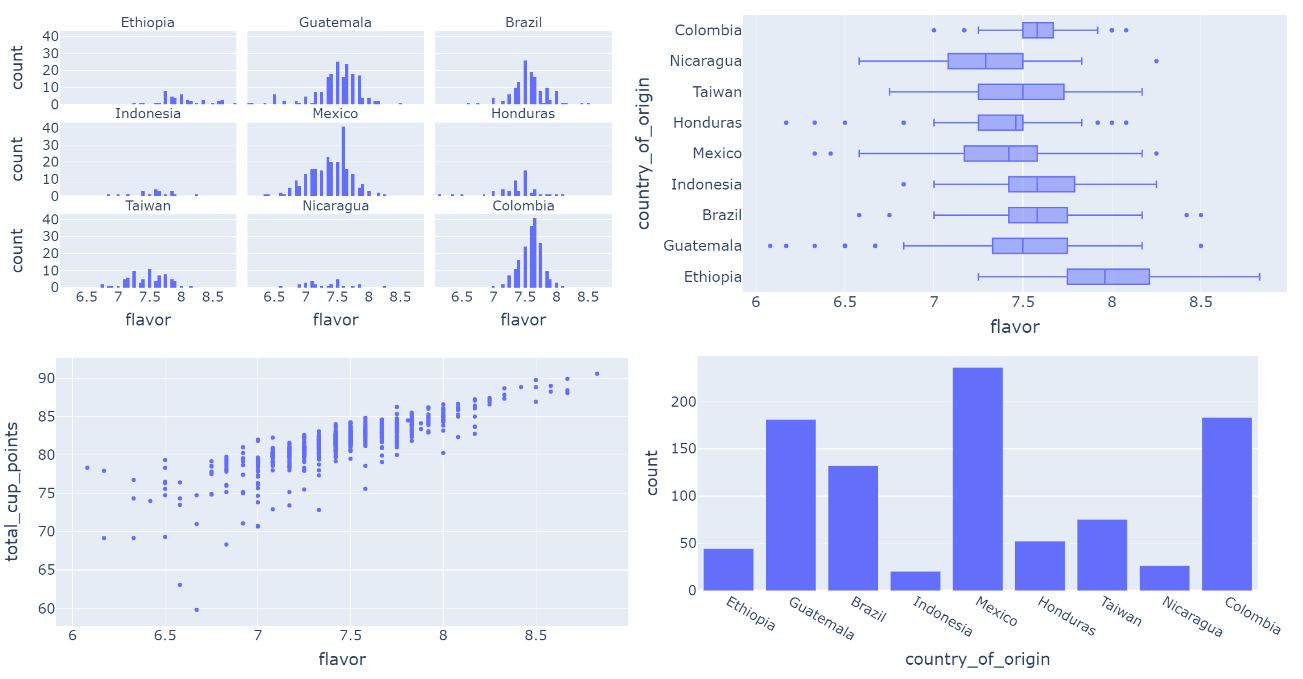 Ethiopia Guatemala Brazil
count 40 30 20 10 0
Indonesia Mexico Honduras
count 40 30 20 10 0
Taiwan Nicaragua Colombia
count 40 30 20 10 0
6.5 7 7.5 8 8.5 6.5 7 7.5 8 8.5 6.5 7 7.5 8 8.5
flavor flavor flavor
country_of_origin
Colombia
Nicaragua
Taiwan
Honduras
Mexico
Indonesia
Brazil
Guatemala
Ethiopia
6 6.5 7 7.5 8 8.5
flavor
total_cup_points
90
85
80
75
70
65
60
6 6.5 7 7.5 8 8.5
flavor
count
200
150
100
50
0
Ethiopia Guatemala Brazil Indonesia Mexico Honduras Taiwan Nicaragua Colombia
country_of_origin